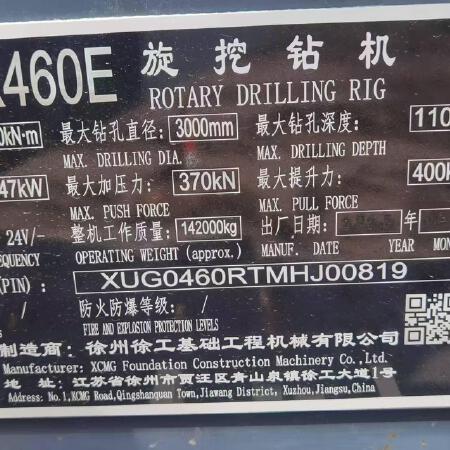 460E 旋挖钻机
ROTARY DRILLING RIG
0kN·m 最大钻孔直径: 3000mm 最大钻孔深度: 110
MAX. DRILLING DIA. MAX. DRILLING DEPTH
47kW 最大加压力: 370kN 最大提升力: 400k
MAX. PUSH FORCE MAX. PULL FORCE
24V/- 整机工作质量: 142000kg 出厂日期: 年
EQUENCY OPERATING WEIGHT (approx.) MANUF. DATE YEAR MON
(PIN): XUG0460RTMHJ00819
防火防爆等级: /
FIRE AND EXPLOSION PROTECTION LEVELS
制造商: 徐州徐工基础工程机械有限公司
Manufacturer: XCMG Foundation Construction Machinery Co.,Ltd.
地址: 江苏省徐州市贾汪区青山泉镇徐工大道1号
Address: No.1,XCMG Road,Qingshanquan Town,Jiawang District, Xuzhou,Jiangsu,China